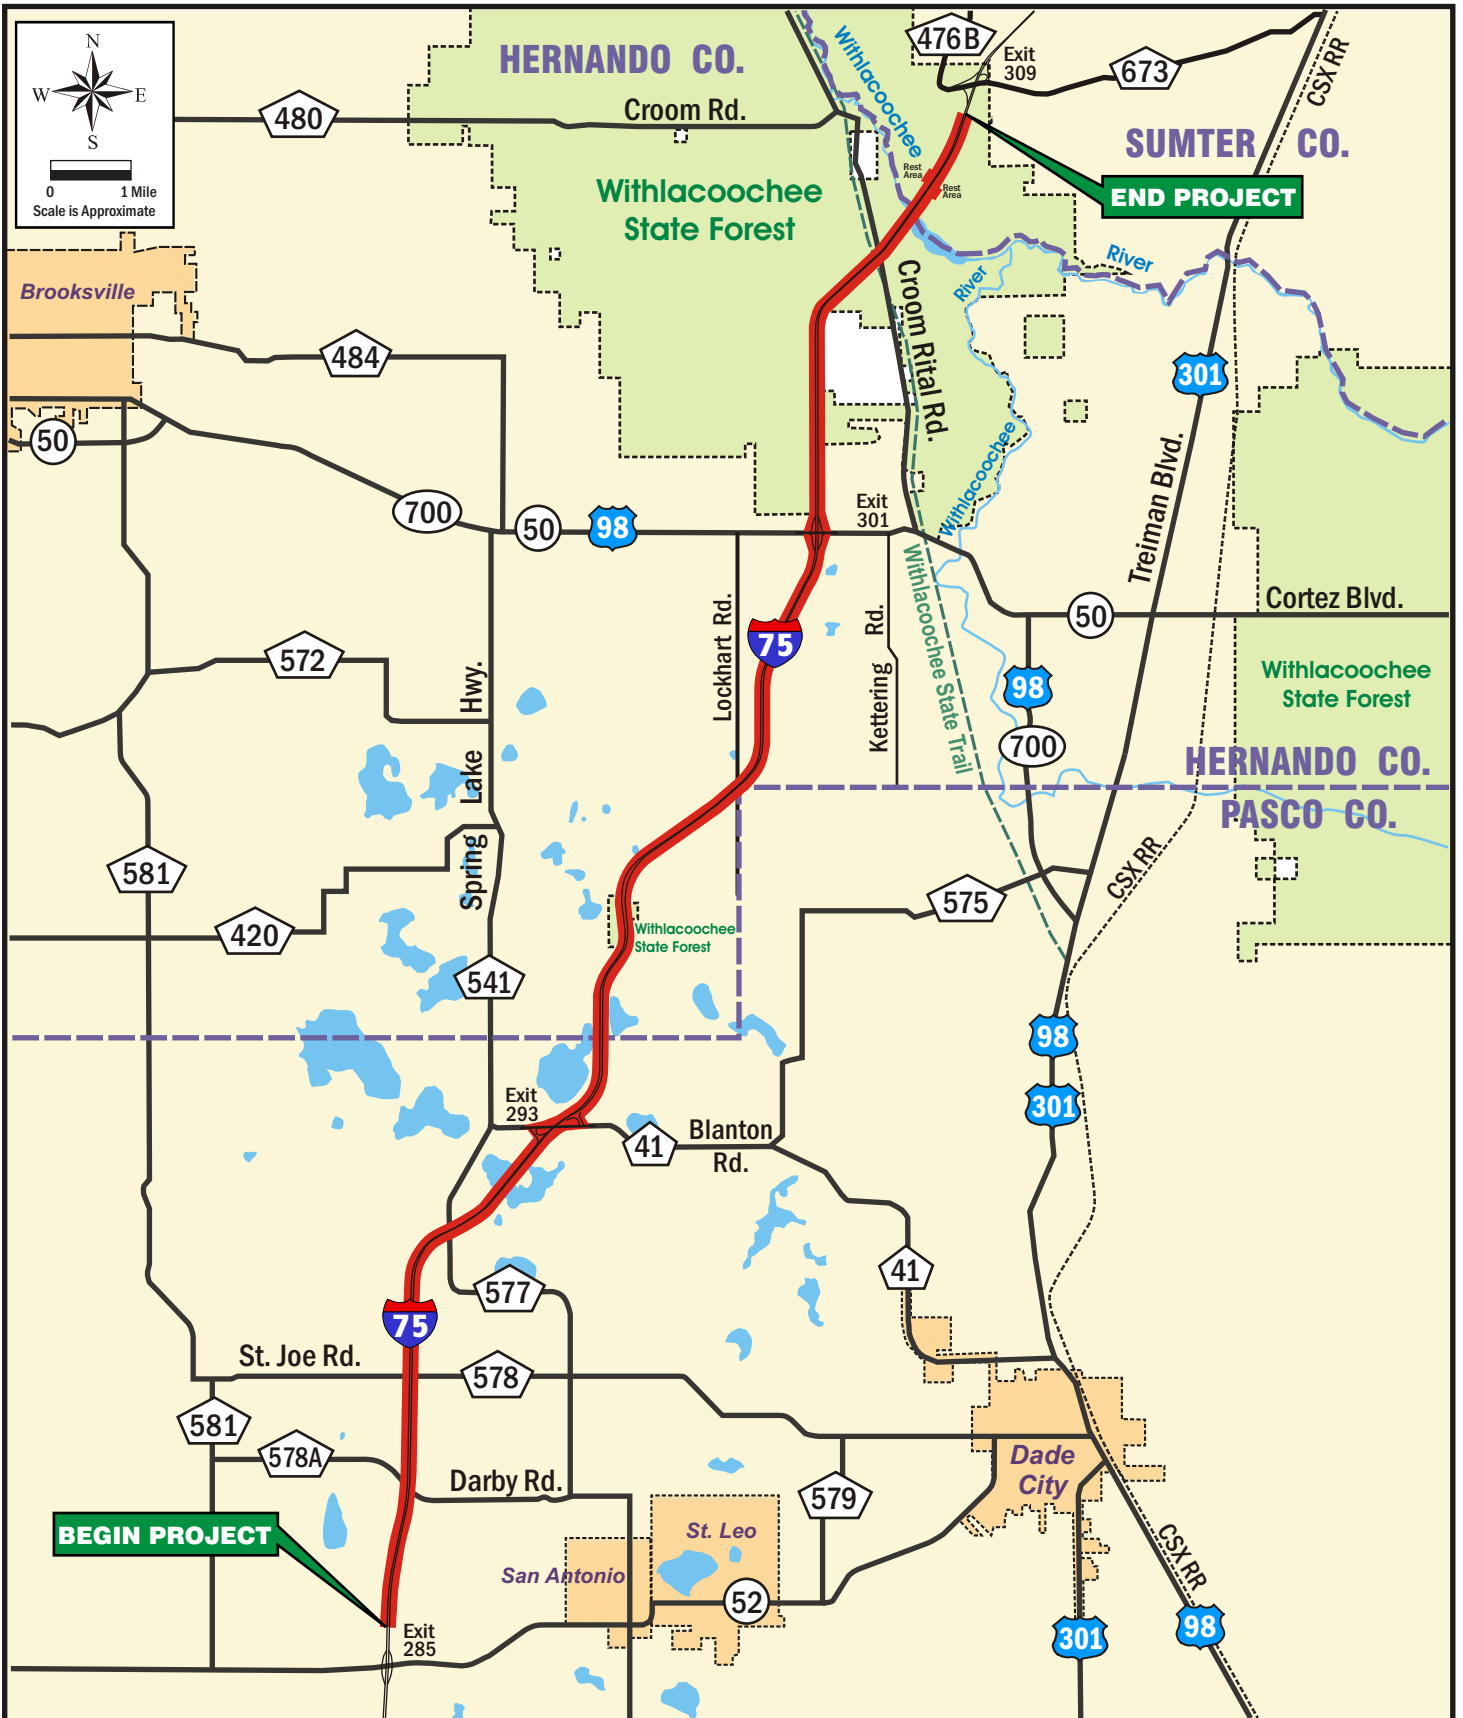 N
W
E
S
0
1 Mile
Scale is Approximate
HERNANDO CO.
476B
Exit
309
673
CSX RR
480
Croom Rd.
Withlacoochee
SUMTER CO.
Rest
Area
Rest
Area
END PROJECT
Withlacoochee
State Forest
Brooksville
River
River
Croom Rital Rd.
484
301
50
Withlacoochee
Treiman Blvd.
700
50
98
Exit
301
Withlacoochee State Trail
Lockhart Rd.
75
Kettering Rd.
50
Cortez Blvd.
572
98
Withlacoochee
State Forest
700
HERNANDO CO.
PASCO CO.
Spring Lake Hwy.
581
CSX RR
575
420
Withlacoochee
State Forest
541
98
301
Exit
293
41
Blanton
Rd.
41
577
75
St. Joe Rd.
578
581
578A
Darby Rd.
579
Dade
City
BEGIN PROJECT
St. Leo
San Antonio
52
CSX RR
Exit
285
301
98